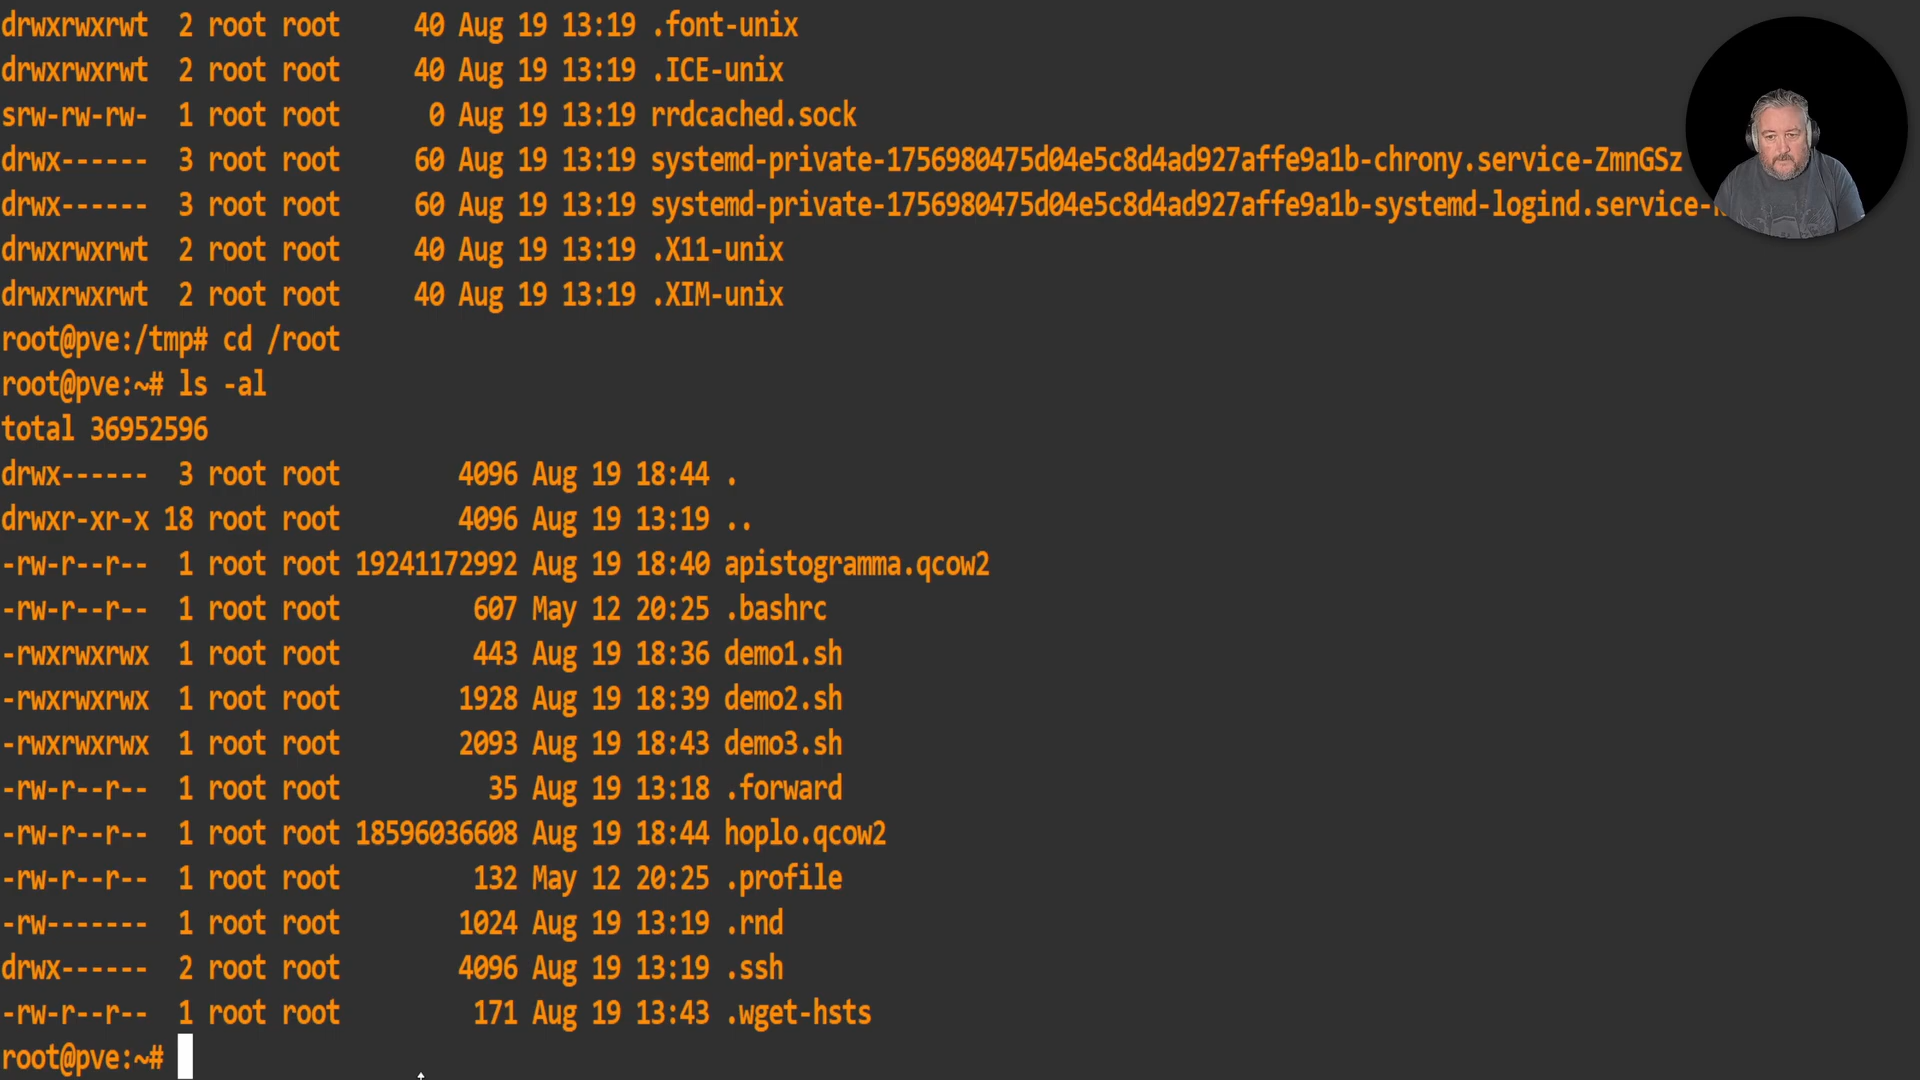 drwxrwxrwt 2 root root 40 Aug 19 13:19 .font-unix
drwxrwxrwt 2 root root 40 Aug 19 13:19 .ICE-unix
srw-rw-rw- 1 root root 0 Aug 19 13:19 rrdcached.sock
drwx------ 3 root root 60 Aug 19 13:19 systemd-private-1756980475d04e5c8d4ad927affe9a1b-chrony.service-ZmnGSz
drwx------ 3 root root 60 Aug 19 13:19 systemd-private-1756980475d04e5c8d4ad927affe9a1b-systemd-logind.service-
drwxrwxrwt 2 root root 40 Aug 19 13:19 .X11-unix
drwxrwxrwt 2 root root 40 Aug 19 13:19 .XIM-unix
root@pve:/tmp# cd /root
root@pve:~# ls -al
total 36952596
drwx------ 3 root root 4096 Aug 19 18:44 .
drwxr-xr-x 18 root root 4096 Aug 19 13:19 ..
-rw-r--r-- 1 root root 19241172992 Aug 19 18:40 apistogramma.qcow2
-rw-r--r-- 1 root root 607 May 12 20:25 .bashrc
-rwxrwxrwx 1 root root 443 Aug 19 18:36 demo1.sh
-rwxrwxrwx 1 root root 1928 Aug 19 18:39 demo2.sh
-rwxrwxrwx 1 root root 2093 Aug 19 18:43 demo3.sh
-rw-r--r-- 1 root root 35 Aug 19 13:18 .forward
-rw-r--r-- 1 root root 18596036608 Aug 19 18:44 hoplo.qcow2
-rw-r--r-- 1 root root 132 May 12 20:25 .profile
-rw------- 1 root root 1024 Aug 19 13:19 .rnd
drwx------ 2 root root 4096 Aug 19 13:19 .ssh
-rw-r--r-- 1 root root 171 Aug 19 13:43 .wget-hsts
root@pve:~#